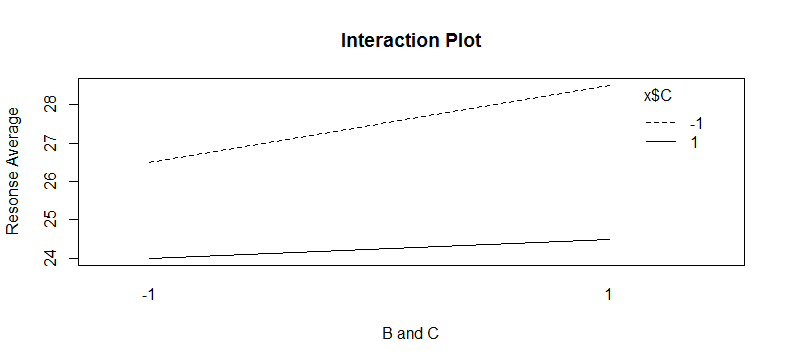 Interaction Plot
Resonse Average
28
27
26
25
24
x$C
-1
1
-1
1
B and C